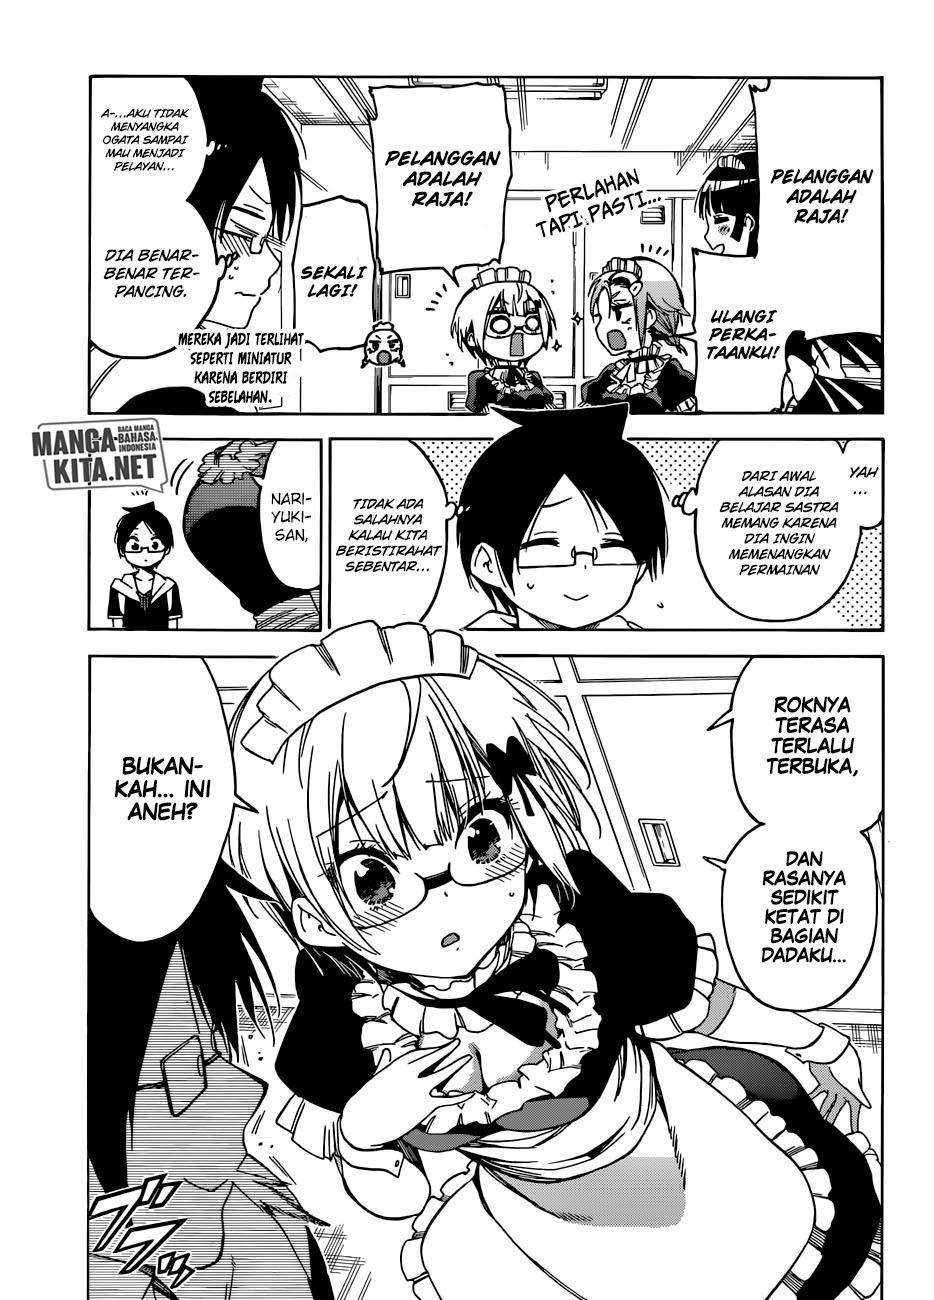 PELANGGAN
ADALAH
RAJA!
ULANGI
PERKA-
TAANKU!
PERLAHAN
TAPI PASTI...
PELANGGAN
ADALAH
RAJA!
SEKALI
LAGI!
A-...AKU TIDAK
MENYANGKA
OGATA SAMPAI
MAU MENJADI
PELAYAN...
DIA BENAR-
BENAR TER-
PANCING.
MEREKA JADI TERLIHAT
SEPERTI MINIATUR
KARENA BERDIRI
SEBELAHAN.
YAH
...
DARI AWAL
ALASAN DIA
BELAJAR SASTRA
MEMANG KARENA
DIA INGIN
MEMENANGKAN
PERMAINAN
TIDAK ADA
SALAHNYA
KALAU KITA
BERISTIRAHAT
SEBENTAR...
NARI-
YUKI-
SAN,
MANGA-
KITA.NET
BACA MANGA
BAHASA
INDONESIA
ROKNYA
TERASA
TERLALU
TERBUKA,
DAN
RASANYA
SEDIKIT
KETAT DI
BAGIAN
DADAKU...
BUKAN-
KAH... INI
ANEH?
ブラブラ